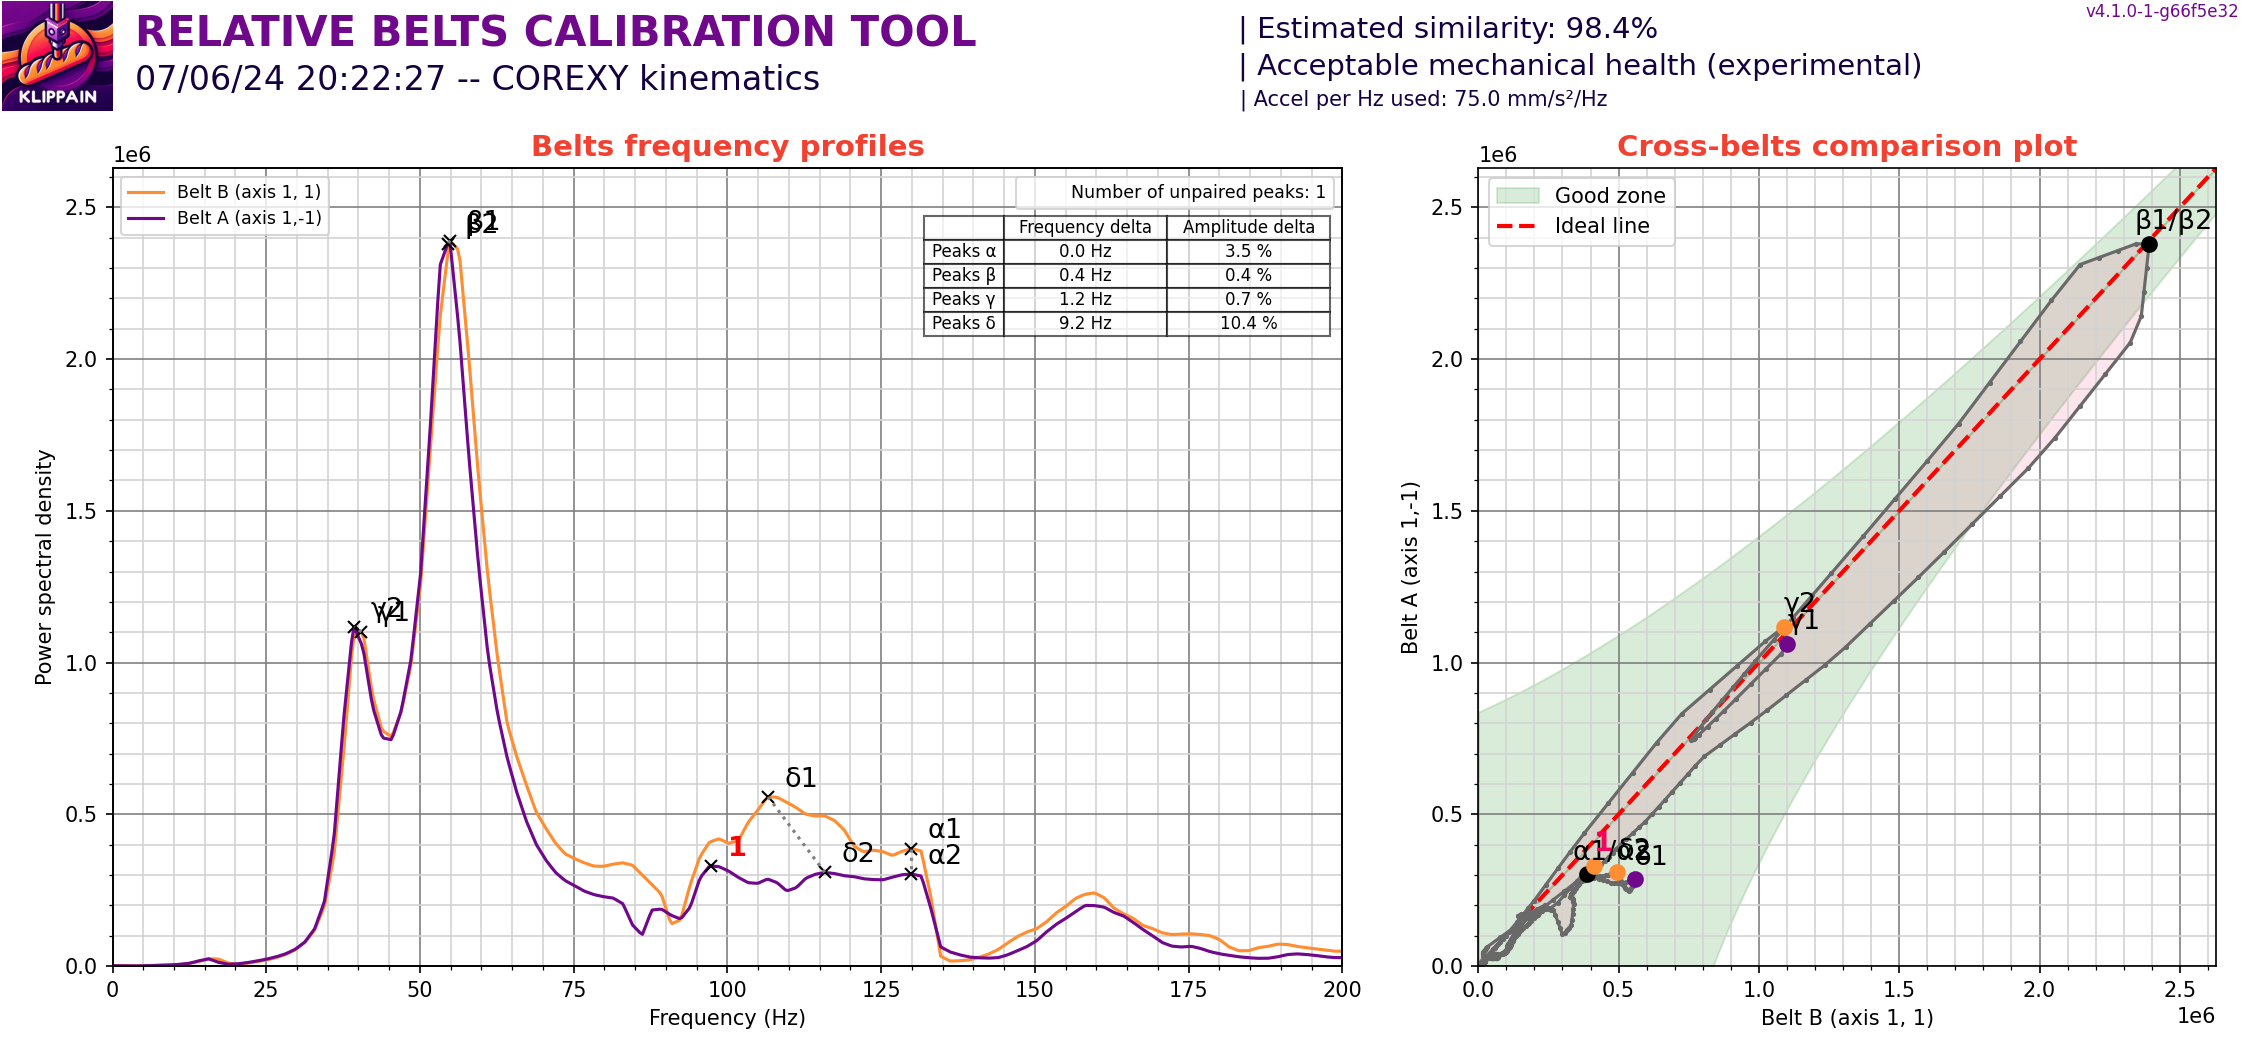 KLIPPAIN
RELATIVE BELTS CALIBRATION TOOL
07/06/24 20:22:27 -- COREXY kinematics
| Estimated similarity: 98.4%
| Acceptable mechanical health (experimental)
| Accel per Hz used: 75.0 mm/s²/Hz
v4.1.0-1-g66f5e32
Belts frequency profiles
1e6
Belt B (axis 1, 1)
Belt A (axis 1,-1)
Number of unpaired peaks: 1
Frequency delta Amplitude delta
Peaks α 0.0 Hz 3.5 %
Peaks β 0.4 Hz 0.4 %
Peaks γ 1.2 Hz 0.7 %
Peaks δ 9.2 Hz 10.4 %
β1
β2
γ2
γ1
δ1
1
δ2
α1
α2
2.5
2.0
1.5
1.0
0.5
0.0
Power spectral density
0 25 50 75 100 125 150 175 200
Frequency (Hz)
Cross-belts comparison plot
1e6
Good zone
Ideal line
β1/β2
γ2
γ1
1
α1/α2
δ2
δ1
2.5
2.0
1.5
1.0
0.5
0.0
Belt A (axis 1,-1)
0.0 0.5 1.0 1.5 2.0 2.5
Belt B (axis 1, 1)
1e6